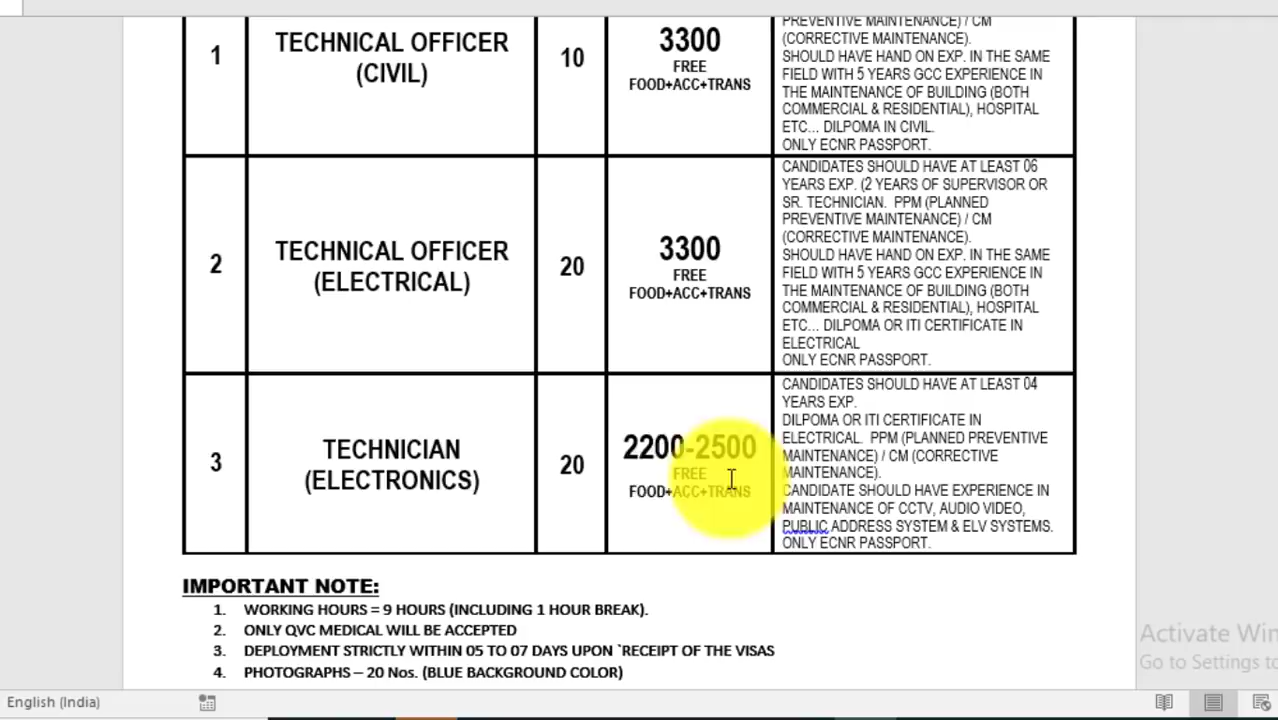 1
TECHNICAL OFFICER
(CIVIL)
10
3300
FREE
FOOD+ACC+TRANS
PREVENTIVE MAINTENANCE) / CM
(CORRECTIVE MAINTENANCE).
SHOULD HAVE HAND ON EXP. IN THE SAME
FIELD WITH 5 YEARS GCC EXPERIENCE IN
THE MAINTENANCE OF BUILDING (BOTH
COMMERCIAL & RESIDENTIAL), HOSPITAL
ETC... DILPOMA IN CIVIL.
ONLY ECNR PASSPORT.
2
TECHNICAL OFFICER
(ELECTRICAL)
20
3300
FREE
FOOD+ACC+TRANS
CANDIDATES SHOULD HAVE AT LEAST 06
YEARS EXP. (2 YEARS OF SUPERVISOR OR
SR. TECHNICIAN. PPM (PLANNED
PREVENTIVE MAINTENANCE) / CM
(CORRECTIVE MAINTENANCE).
SHOULD HAVE HAND ON EXP. IN THE SAME
FIELD WITH 5 YEARS GCC EXPERIENCE IN
THE MAINTENANCE OF BUILDING (BOTH
COMMERCIAL & RESIDENTIAL), HOSPITAL
ETC... DILPOMA OR ITI CERTIFICATE IN
ELECTRICAL
ONLY ECNR PASSPORT.
3
TECHNICIAN
(ELECTRONICS)
20
2200-2500
FREE
FOOD+ACC+TRANS
CANDIDATES SHOULD HAVE AT LEAST 04
YEARS EXP.
DILPOMA OR ITI CERTIFICATE IN
ELECTRICAL. PPM (PLANNED PREVENTIVE
MAINTENANCE) / CM (CORRECTIVE
MAINTENANCE).
CANDIDATE SHOULD HAVE EXPERIENCE IN
MAINTENANCE OF CCTV, AUDIO VIDEO,
PUBLIC ADDRESS SYSTEM & ELV SYSTEMS.
ONLY ECNR PASSPORT.
IMPORTANT NOTE:
1. WORKING HOURS = 9 HOURS (INCLUDING 1 HOUR BREAK).
2. ONLY QVC MEDICAL WILL BE ACCEPTED
3. DEPLOYMENT STRICTLY WITHIN 05 TO 07 DAYS UPON `RECEIPT OF THE VISAS
4. PHOTOGRAPHS – 20 Nos. (BLUE BACKGROUND COLOR)
Activate Win
Go to Settings to
English (India)